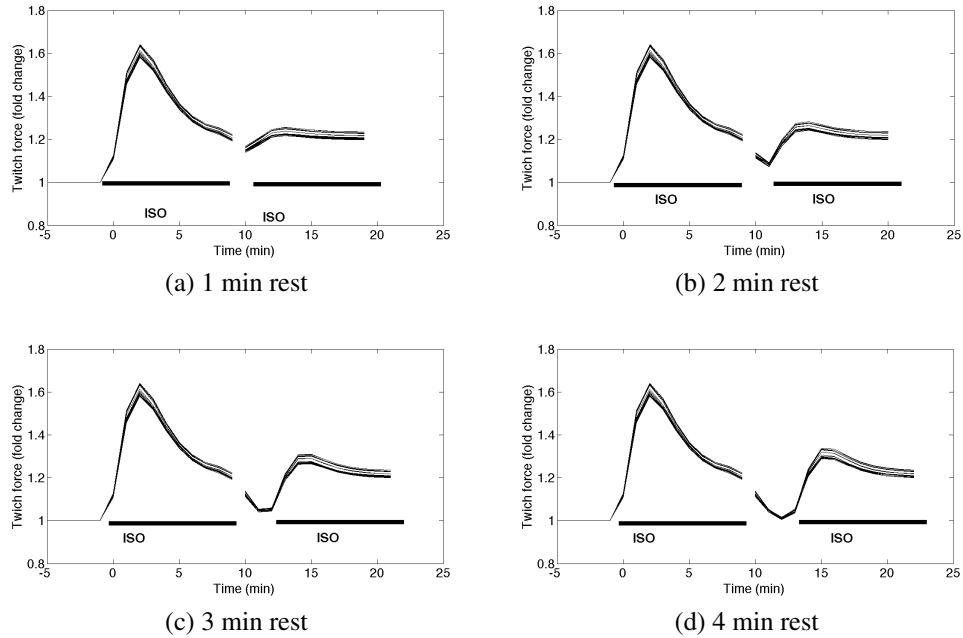 1.8
1.6
1.4
1.2
1
0.8
Twitch force (fold change)
ISO
ISO
-5
0
5
10
15
20
25
Time (min)
(a) 1 min rest
1.8
1.6
1.4
1.2
1
0.8
Twich force (fold change)
ISO
ISO
-5
0
5
10
15
20
25
Time (min)
(b) 2 min rest
1.8
1.6
1.4
1.2
1
0.8
Twich force (fold change)
ISO
ISO
-5
0
5
10
15
20
25
Time (min)
(c) 3 min rest
1.8
1.6
1.4
1.2
1
0.8
Twich force (fold change)
ISO
ISO
-5
0
5
10
15
20
25
Time (min)
(d) 4 min rest